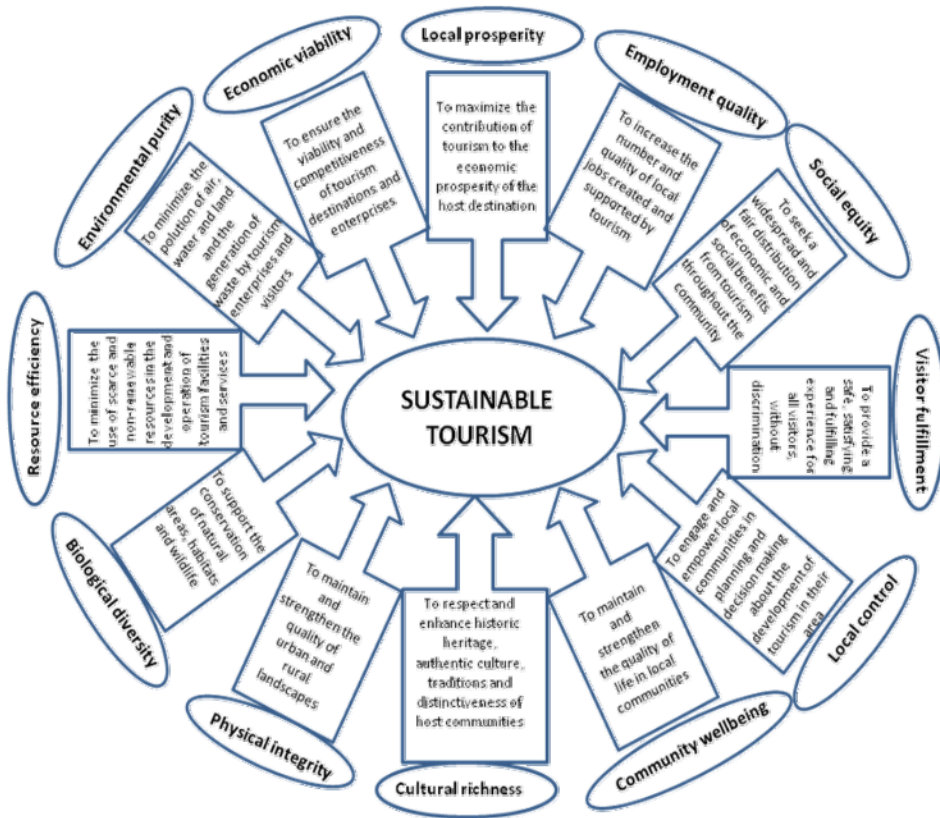 Local prosperity
To maximize the
contribution of
tourism to the
economic
prosperity of the
host destination
Employment quality
To increase the
number and
quality of local
jobs created and
supported by
tourism
Social equity
To seek a
widespread and
fair distribution
of economic and
social benefits
from tourism
throughout the
community
Visitor fulfillment
To provide a
safe, satisfying
and fulfilling
experience for
all visitors,
without
discrimination
Local control
To engage and
empower local
communities in
planning and
decision making
about the
development of
tourism in their
area
Community wellbeing
To maintain
and
strengthen
the quality of
life in local
communities
Cultural richness
To respect and
enhance historic
heritage,
authentic culture,
traditions and
distinctiveness of
host communities
Physical integrity
To maintain
and
strengthen the
quality of
urban and
rural
landscapes
Biological diversity
To support the
conservation
of natural
areas, habitats
and wildlife
Resource efficiency
To minimize the
use of scarce and
non-renewable
resources in the
development and
operation of
tourism facilities
and services
Environmental purity
To minimize the
polution of air,
water and land
and the
generation of
waste by tourism
enterprises and
visitors
Economic viability
To ensure the
viability and
competitiveness
of tourism
destinations and
enterprises
SUSTAINABLE
TOURISM